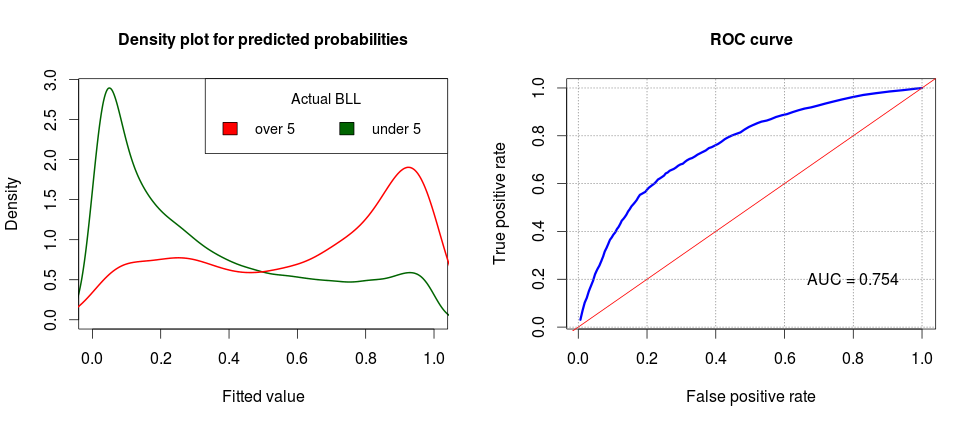 Density plot for predicted probabilities
Density
3.0
2.5
2.0
1.5
1.0
0.5
0.0
Actual BLL
over 5
under 5
0.0 0.2 0.4 0.6 0.8 1.0
Fitted value
ROC curve
True positive rate
1.0
0.8
0.6
0.4
0.2
0.0
AUC = 0.754
0.0 0.2 0.4 0.6 0.8 1.0
False positive rate